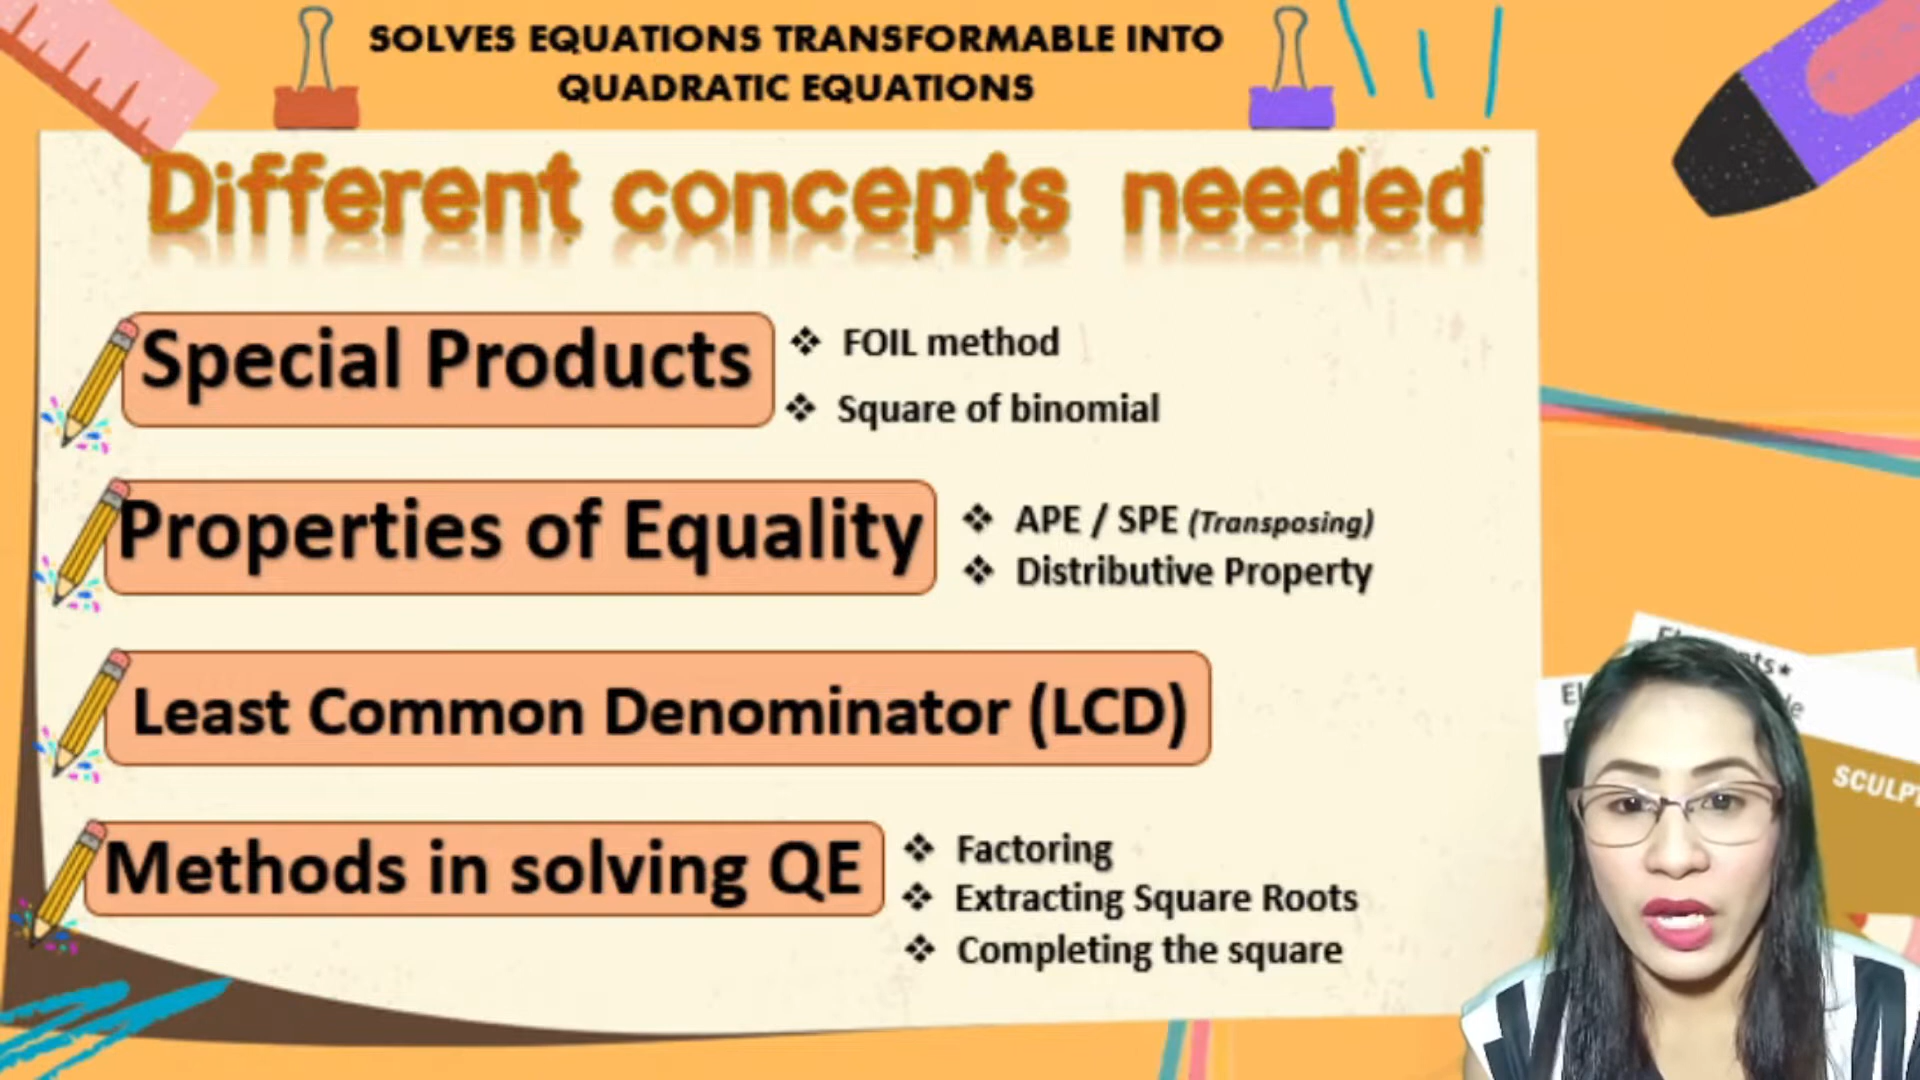 SOLVES EQUATIONS TRANSFORMABLE INTO
QUADRATIC EQUATIONS
Different concepts needed
Special Products
❖ FOIL method
❖ Square of binomial
Properties of Equality
❖ APE / SPE (Transposing)
❖ Distributive Property
Least Common Denominator (LCD)
Methods in solving QE
❖ Factoring
❖ Extracting Square Roots
❖ Completing the square